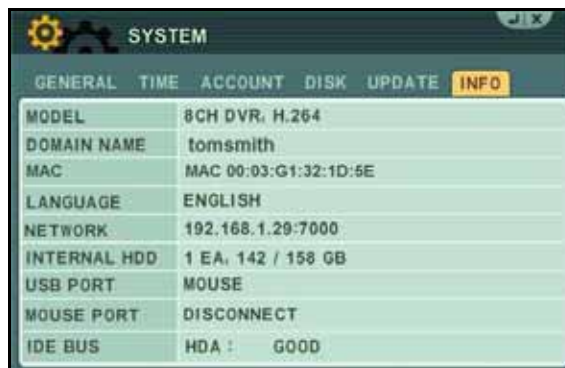 SYSTEM
GENERAL TIME ACCOUNT DISK UPDATE INFO
MODEL 8CH DVR, H.264
DOMAIN NAME tomsmith
MAC MAC 00:03:G1:32:1D:5E
LANGUAGE ENGLISH
NETWORK 192.168.1.29:7000
INTERNAL HDD 1 EA, 142 / 158 GB
USB PORT MOUSE
MOUSE PORT DISCONNECT
IDE BUS HDA : GOOD